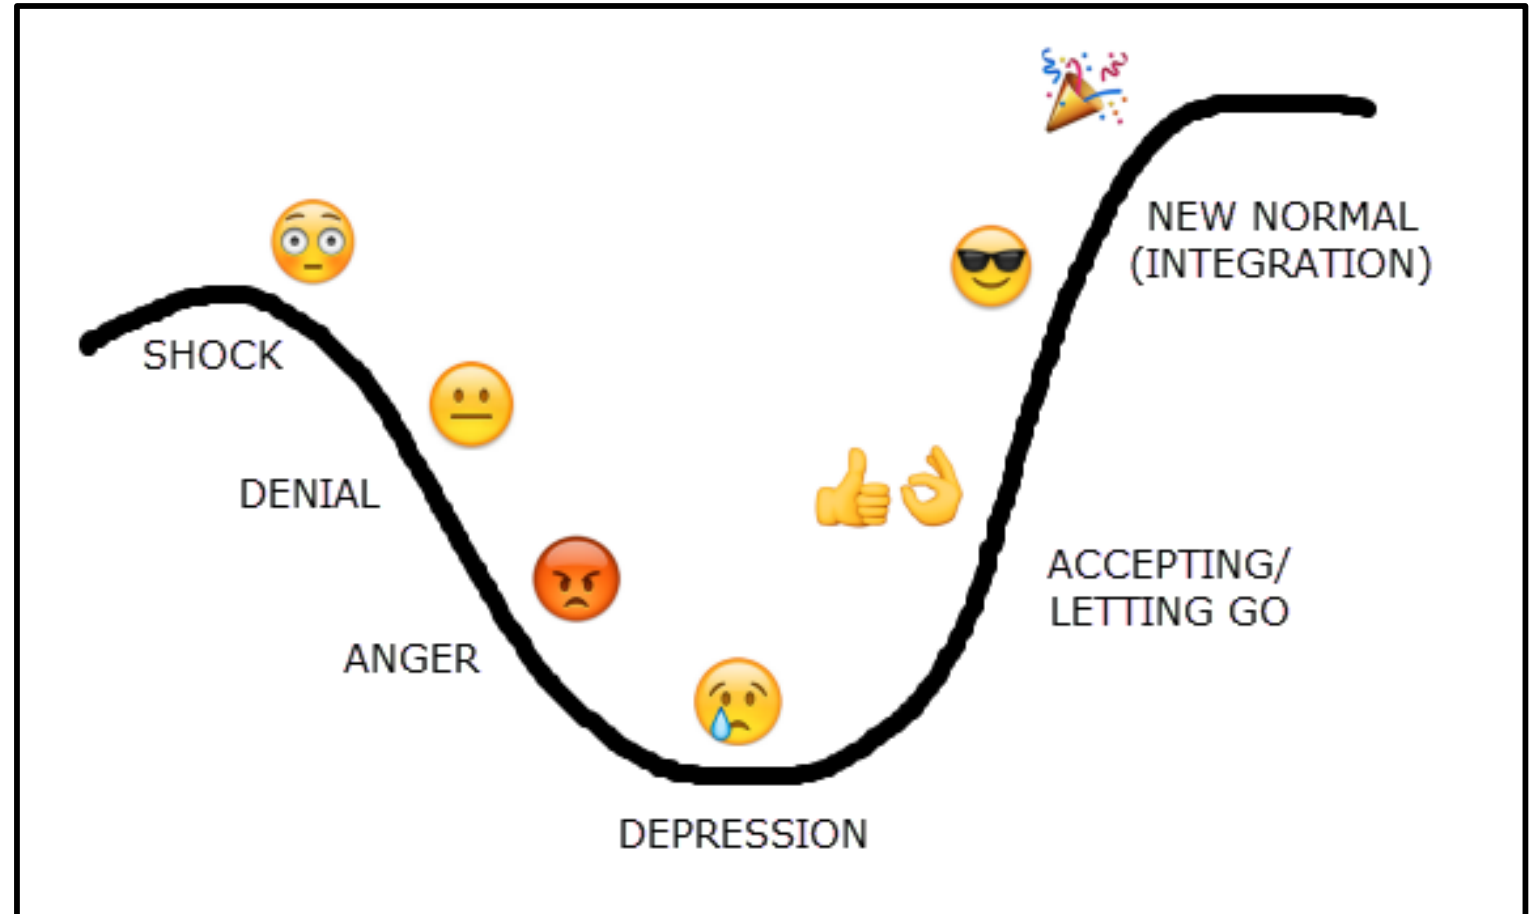 SHOCK
DENIAL
ANGER
DEPRESSION
ACCEPTING/
LETTING GO
NEW NORMAL
(INTEGRATION)